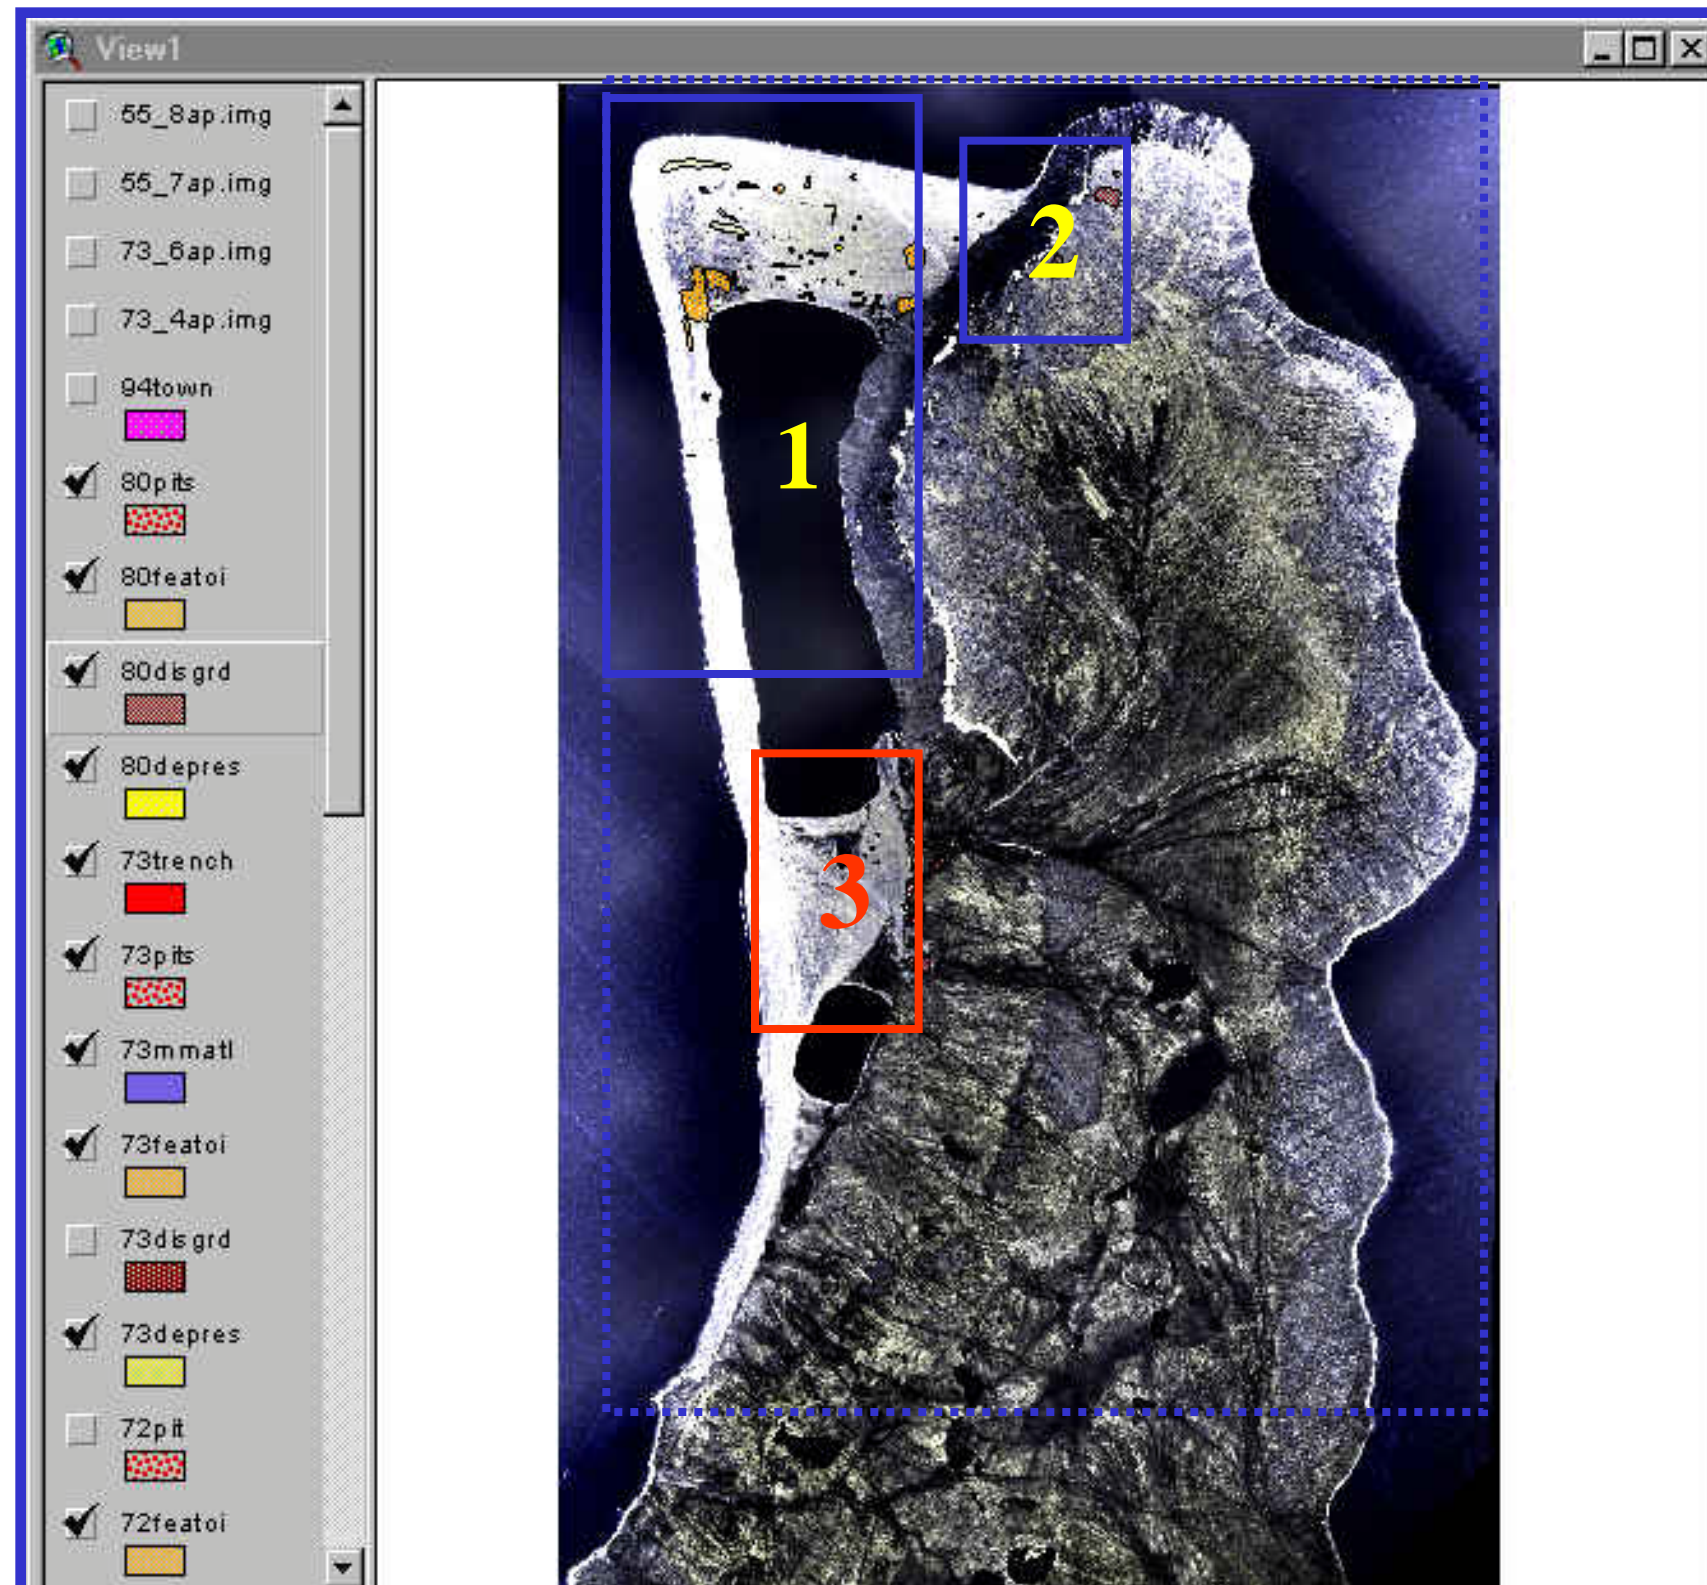 View1
55_8ap.img
55_7ap.img
73_6ap.img
73_4ap.img
94town
80pits
80featoi
80disgrd
80depres
73trench
73pits
73mmatl
73featoi
73disgrd
73depres
72pit
72featoi
1
2
3